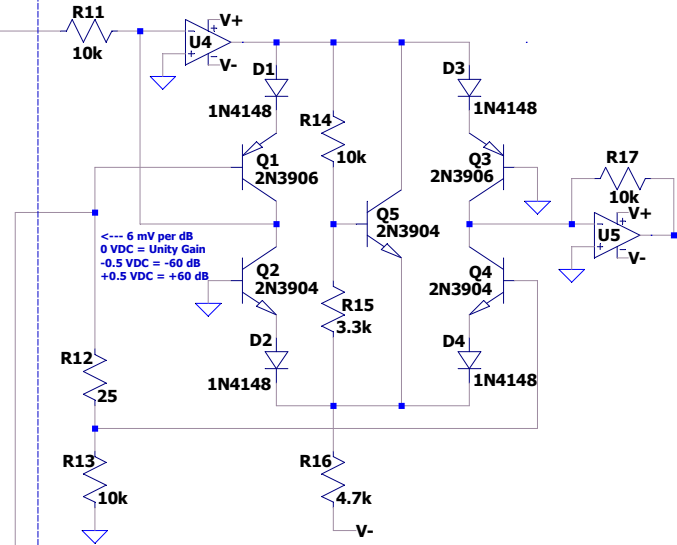 R11
10k
V+
U4
V-
D1
1N4148
D3
1N4148
R14
10k
Q1
2N3906
Q3
2N3906
R17
10k
Q5
2N3904
V+
U5
V-
<--- 6 mV per dB
0 VDC = Unity Gain
-0.5 VDC = -60 dB
+0.5 VDC = +60 dB
Q2
2N3904
Q4
2N3904
R15
3.3k
D2
1N4148
D4
1N4148
R12
25
R13
10k
R16
4.7k
V-